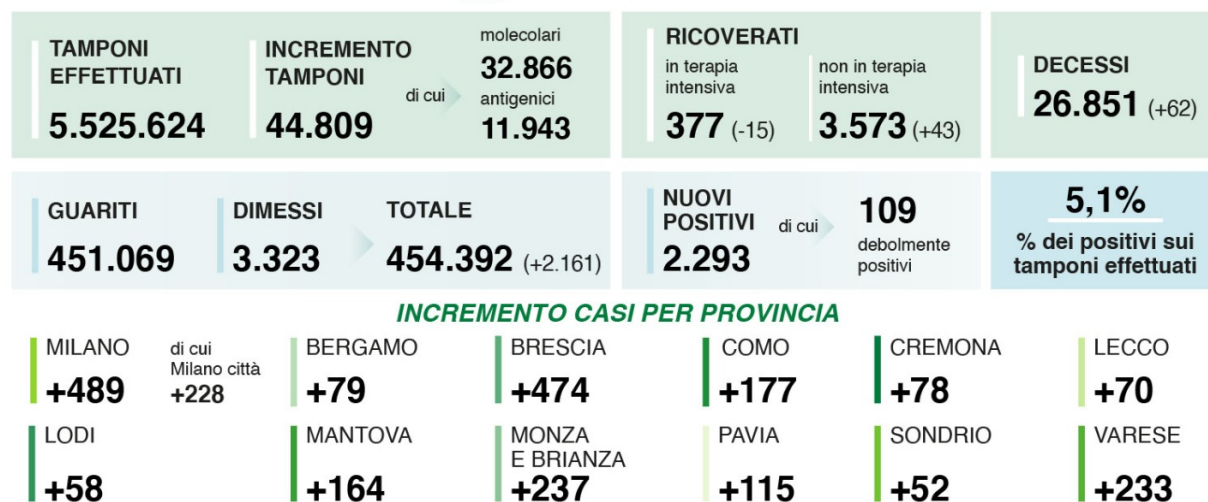 TAMPONI
EFFETTUATI
5.525.624
INCREMENTO
TAMPONI
44.809
di cui
molecolari
32.866
antigenici
11.943
RICOVERATI
in terapia
intensiva
377 (-15)
non in terapia
intensiva
3.573 (+43)
DECESSI
26.851 (+62)
GUARITI
451.069
DIMESSI
3.323
TOTALE
454.392 (+2.161)
NUOVI
POSITIVI
2.293
di cui
109
debolmente
positivi
5,1%
% dei positivi sui
tamponi effettuati
INCREMENTO CASI PER PROVINCIA
MILANO
+489
di cui
Milano città
+228
BERGAMO
+79
BRESCIA
+474
COMO
+177
CREMONA
+78
LECCO
+70
LODI
+58
MANTOVA
+164
MONZA
E BRIANZA
+237
PAVIA
+115
SONDRIO
+52
VARESE
+233